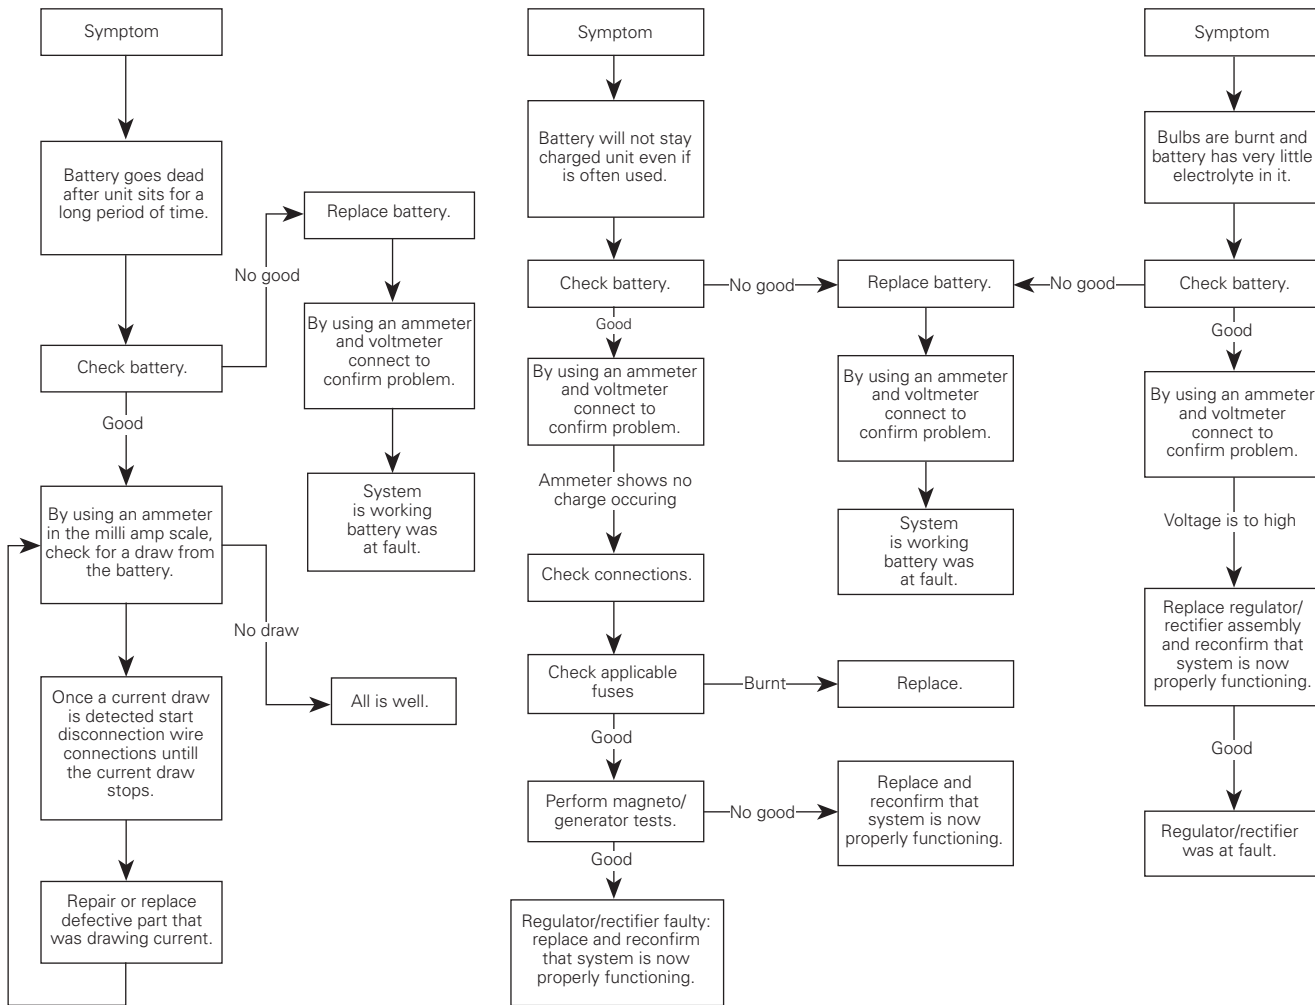 Symptom
Battery goes dead
after unit sits for a
long period of time.
Check battery.
No good
Replace battery.
By using an ammeter
and voltmeter
connect to
confirm problem.
System
is working
battery was
at fault.
Good
By using an ammeter
in the milli amp scale,
check for a draw from
the battery.
No draw
All is well.
Once a current draw
is detected start
disconnection wire
connections untill
the current draw
stops.
Repair or replace
defective part that
was drawing current.
Symptom
Battery will not stay
charged unit even if
is often used.
Check battery.
No good
Replace battery.
By using an ammeter
and voltmeter
connect to
confirm problem.
System
is working
battery was
at fault.
Good
By using an ammeter
and voltmeter
connect to
confirm problem.
Ammeter shows no
charge occuring
Check connections.
Check applicable
fuses
Burnt
Replace.
Good
Perform magneto/
generator tests.
No good
Replace and
reconfirm that
system is now
properly functioning.
Good
Regulator/rectifier faulty:
replace and reconfirm
that system is now
properly functioning.
Symptom
Bulbs are burnt and
battery has very little
electrolyte in it.
Check battery.
No good
Good
By using an ammeter
and voltmeter
connect to
confirm problem.
Voltage is to high
Replace regulator/
rectifier assembly
and reconfirm that
system is now
properly functioning.
Good
Regulator/rectifier
was at fault.